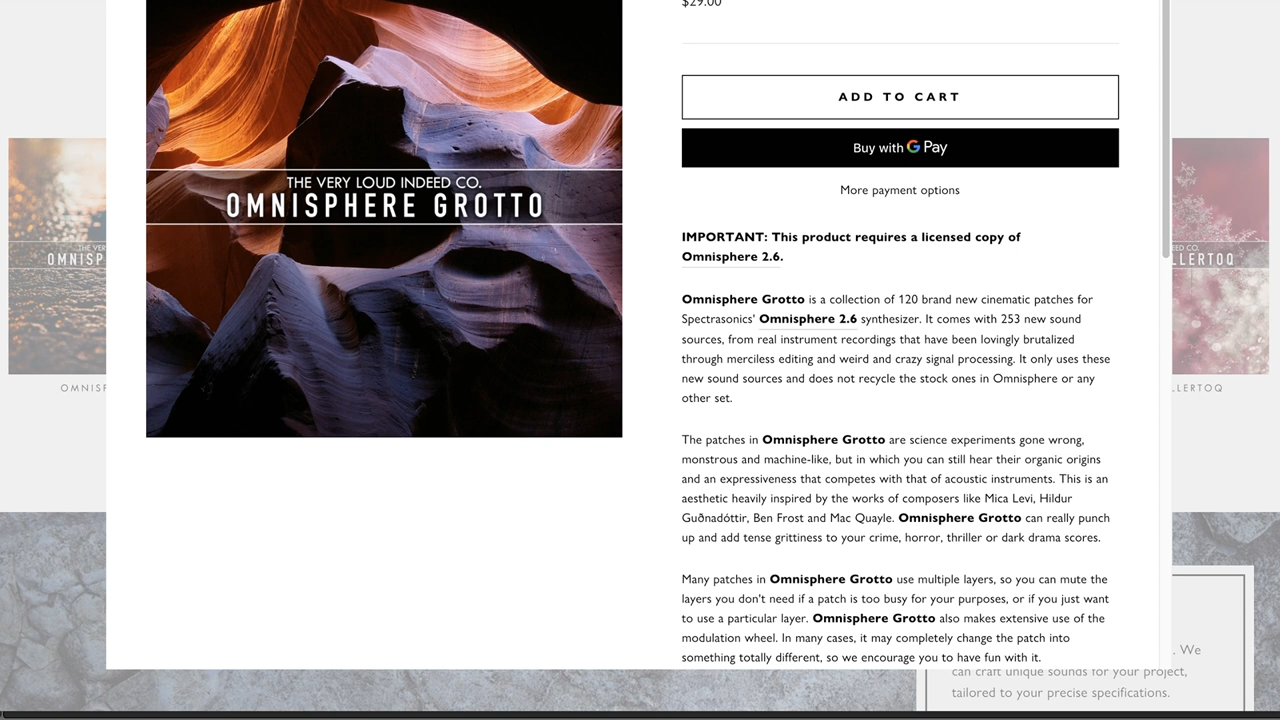 $29.00
ADD TO CART
Buy with G Pay
More payment options
IMPORTANT: This product requires a licensed copy of
Omnisphere 2.6.
Omnisphere Grotto is a collection of 120 brand new cinematic patches for
Spectrasonics' Omnisphere 2.6 synthesizer. It comes with 253 new sound
sources, from real instrument recordings that have been lovingly brutalized
through merciless editing and weird and crazy signal processing. It only uses these
new sound sources and does not recycle the stock ones in Omnisphere or any
other set.
The patches in Omnisphere Grotto are science experiments gone wrong,
monstrous and machine-like, but in which you can still hear their organic origins
and an expressiveness that competes with that of acoustic instruments. This is an
aesthetic heavily inspired by the works of composers like Mica Levi, Hildur
Guðnadóttir, Ben Frost and Mac Quayle. Omnisphere Grotto can really punch
up and add tense grittiness to your crime, horror, thriller or dark drama scores.
Many patches in Omnisphere Grotto use multiple layers, so you can mute the
layers you don't need if a patch is too busy for your purposes, or if you just want
to use a particular layer. Omnisphere Grotto also makes extensive use of the
modulation wheel. In many cases, it may completely change the patch into
something totally different, so we encourage you to have fun with it.
THE VERY LOUD INDEED CO.
OMNISPHERE GROTTO
THE VER
OMNISP
OMNISP
EED CO.
LLERTOQ
LLERTOQ
. We
can craft unique sounds for your project,
tailored to your precise specifications.